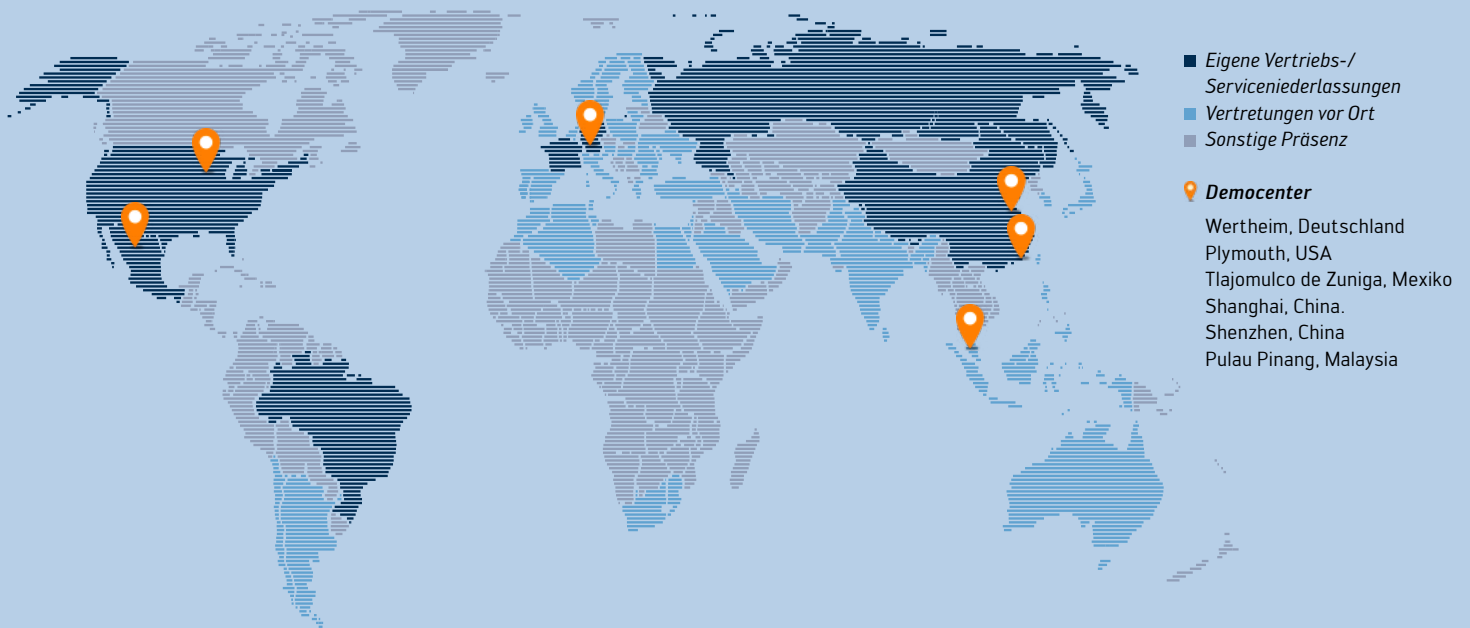 Eigene Vertriebs-/
Serviceniederlassungen
Vertretungen vor Ort
Sonstige Präsenz
Democenter
Wertheim, Deutschland
Plymouth, USA
Tlajomulco de Zuniga, Mexiko
Shanghai, China.
Shenzhen, China
Pulau Pinang, Malaysia